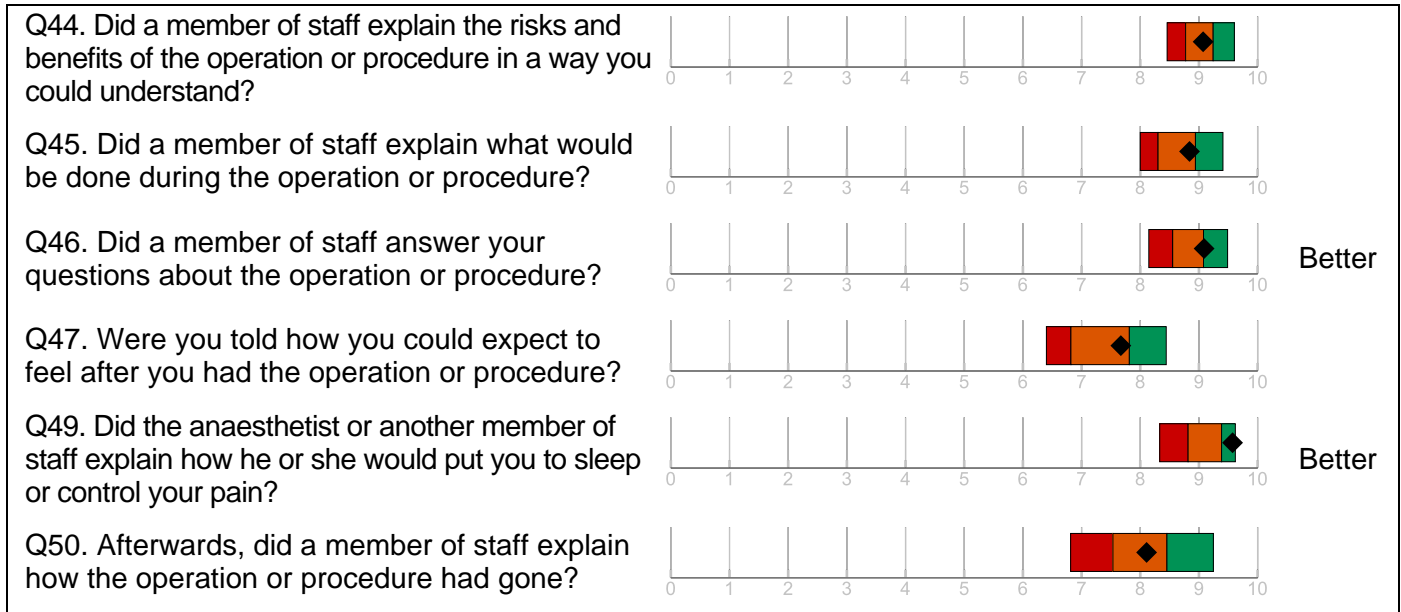 Q44. Did a member of staff explain the risks and
benefits of the operation or procedure in a way you
could understand?
0 1 2 3 4 5 6 7 8 9 10
Q45. Did a member of staff explain what would
be done during the operation or procedure?
0 1 2 3 4 5 6 7 8 9 10
Q46. Did a member of staff answer your
questions about the operation or procedure?
Better
0 1 2 3 4 5 6 7 8 9 10
Q47. Were you told how you could expect to
feel after you had the operation or procedure?
0 1 2 3 4 5 6 7 8 9 10
Q49. Did the anaesthetist or another member of
staff explain how he or she would put you to sleep
or control your pain?
Better
0 1 2 3 4 5 6 7 8 9 10
Q50. Afterwards, did a member of staff explain
how the operation or procedure had gone?
0 1 2 3 4 5 6 7 8 9 10